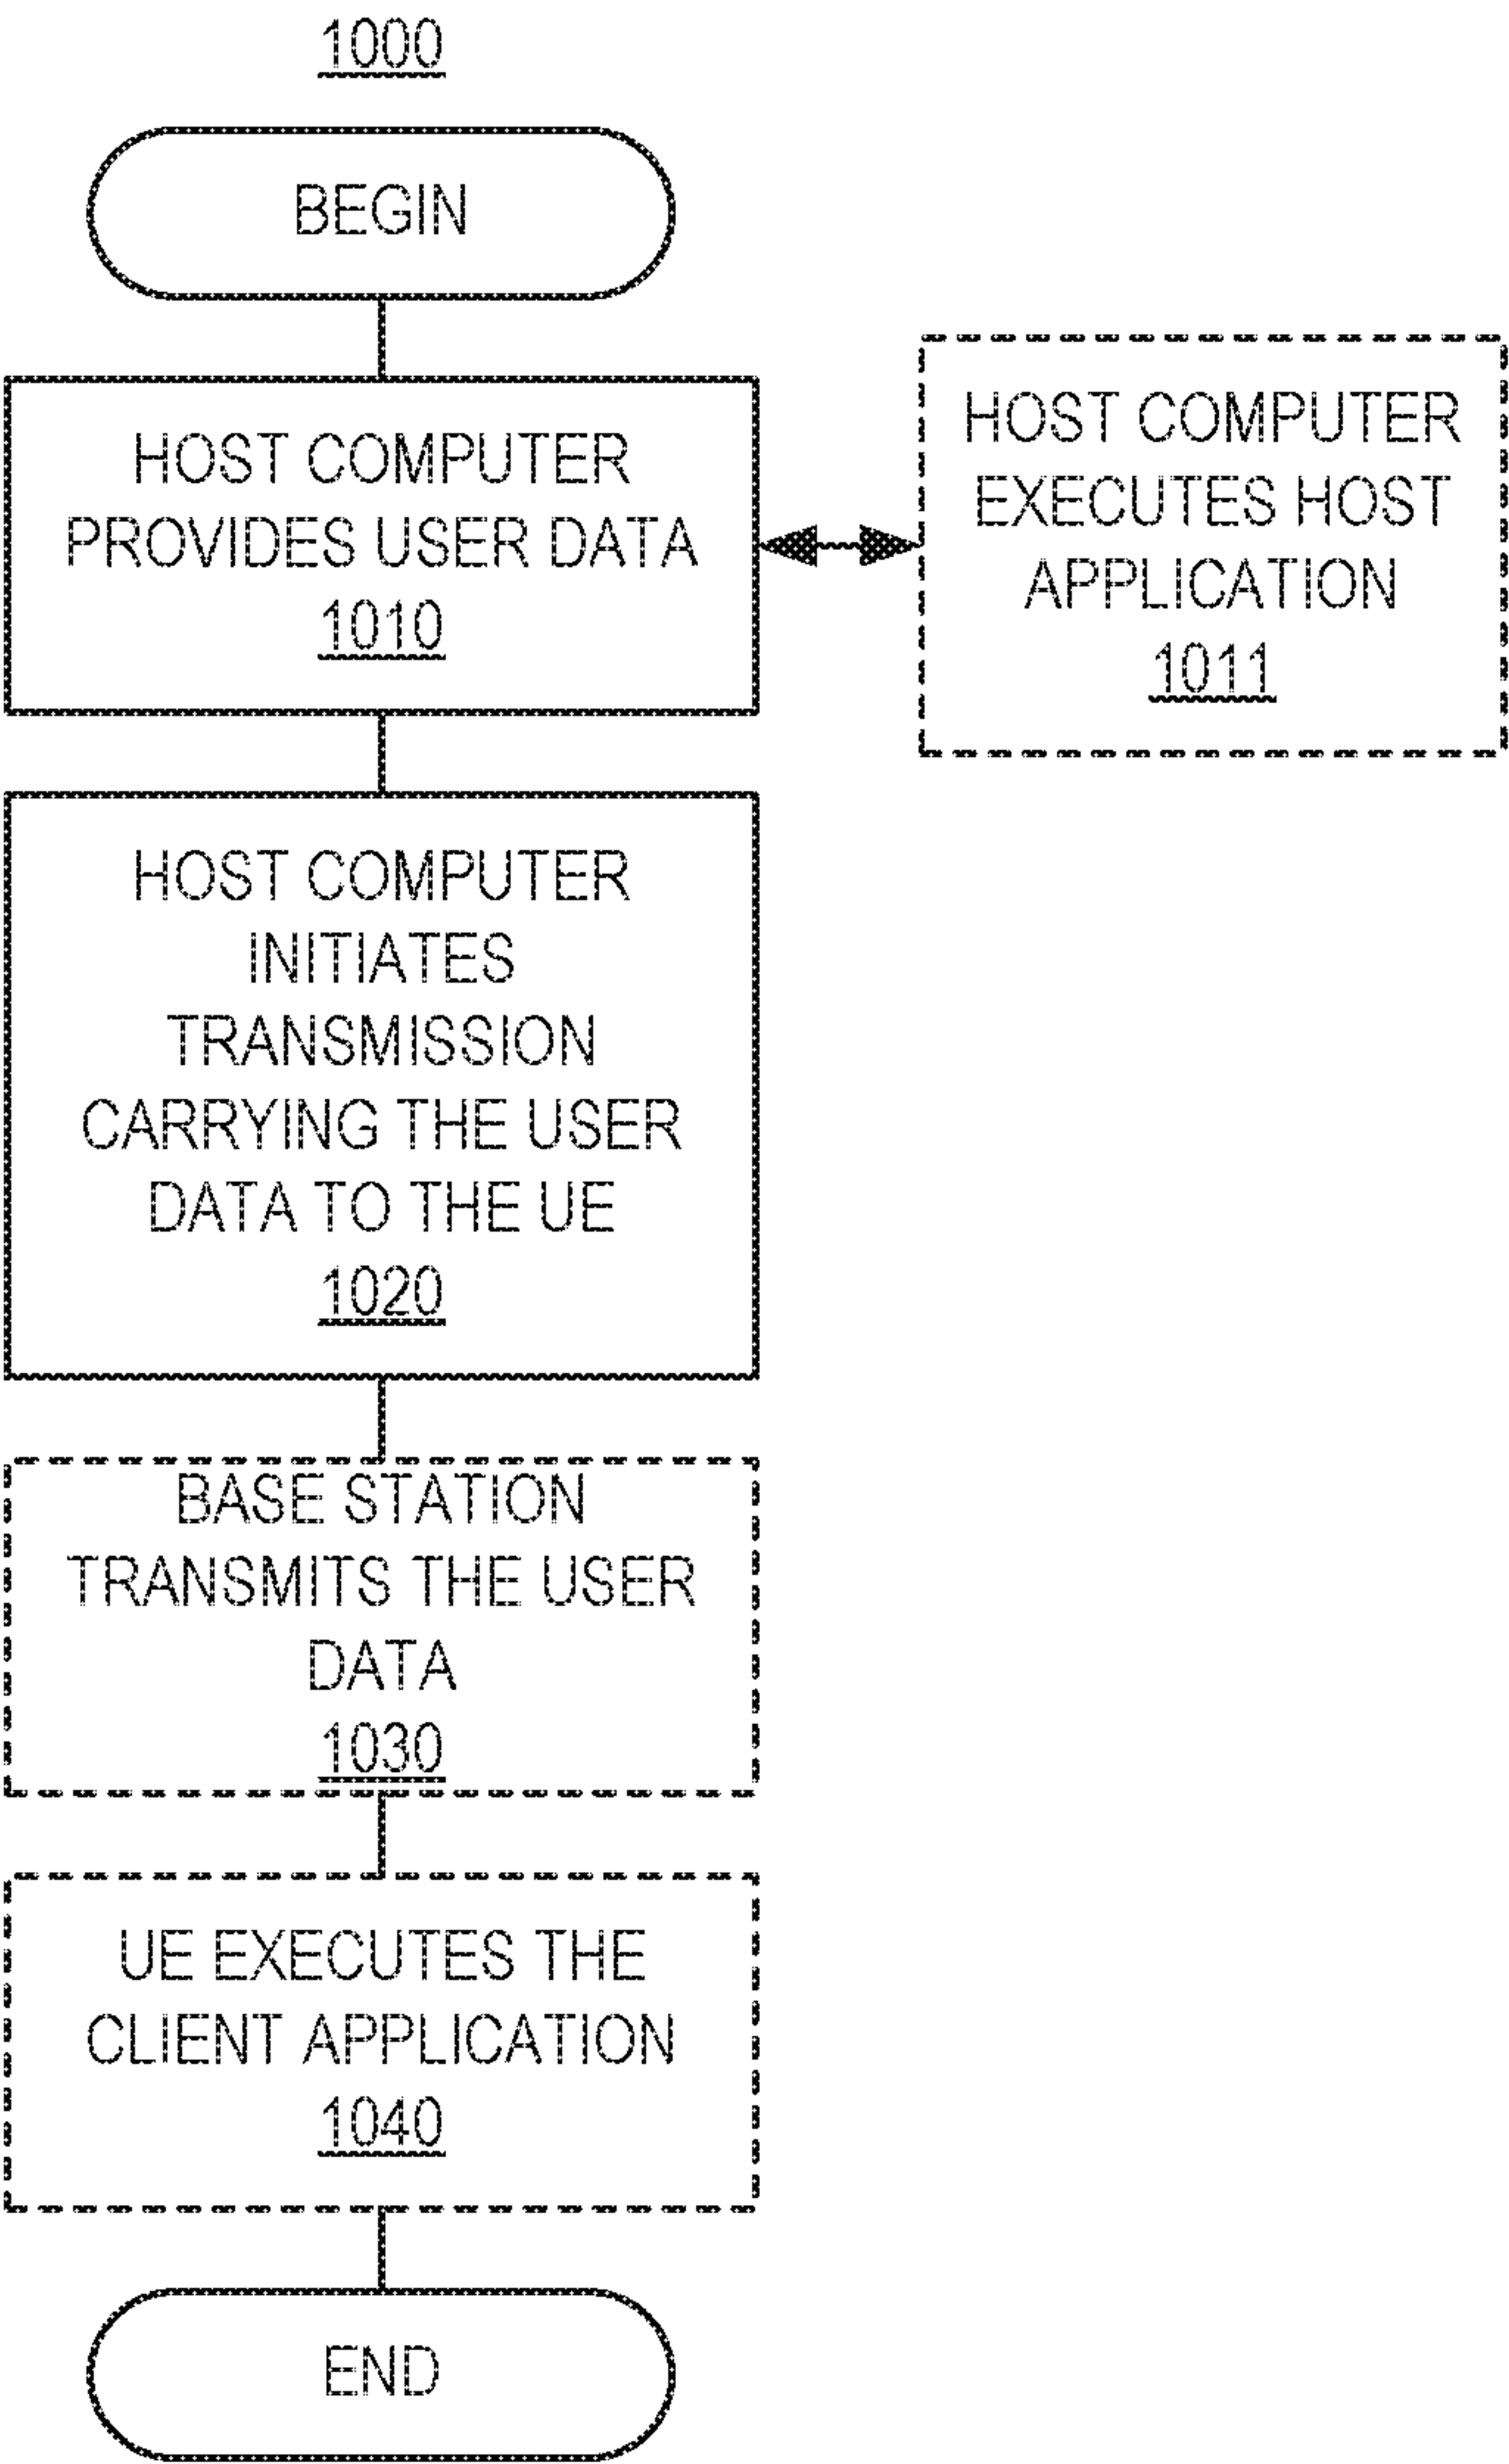 1000
BEGIN
HOST COMPUTER
PROVIDES USER DATA
1010
HOST COMPUTER
EXECUTES HOST
APPLICATION
1011
HOST COMPUTER
INITIATES
TRANSMISSION
CARRYING THE USER
DATA TO THE UE
1020
BASE STATION
TRANSMITS THE USER
DATA
1030
UE EXECUTES THE
CLIENT APPLICATION
1040
END